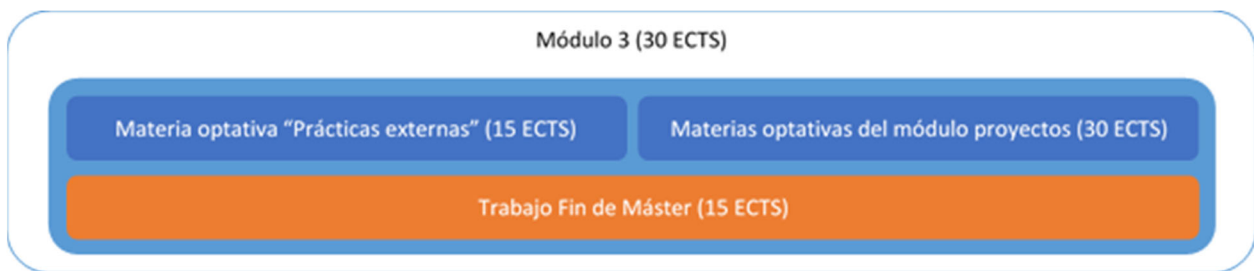 Módulo 3 (30 ECTS)
Materia optativa “Prácticas externas” (15 ECTS)
Materias optativas del módulo proyectos (30 ECTS)
Trabajo Fin de Máster (15 ECTS)